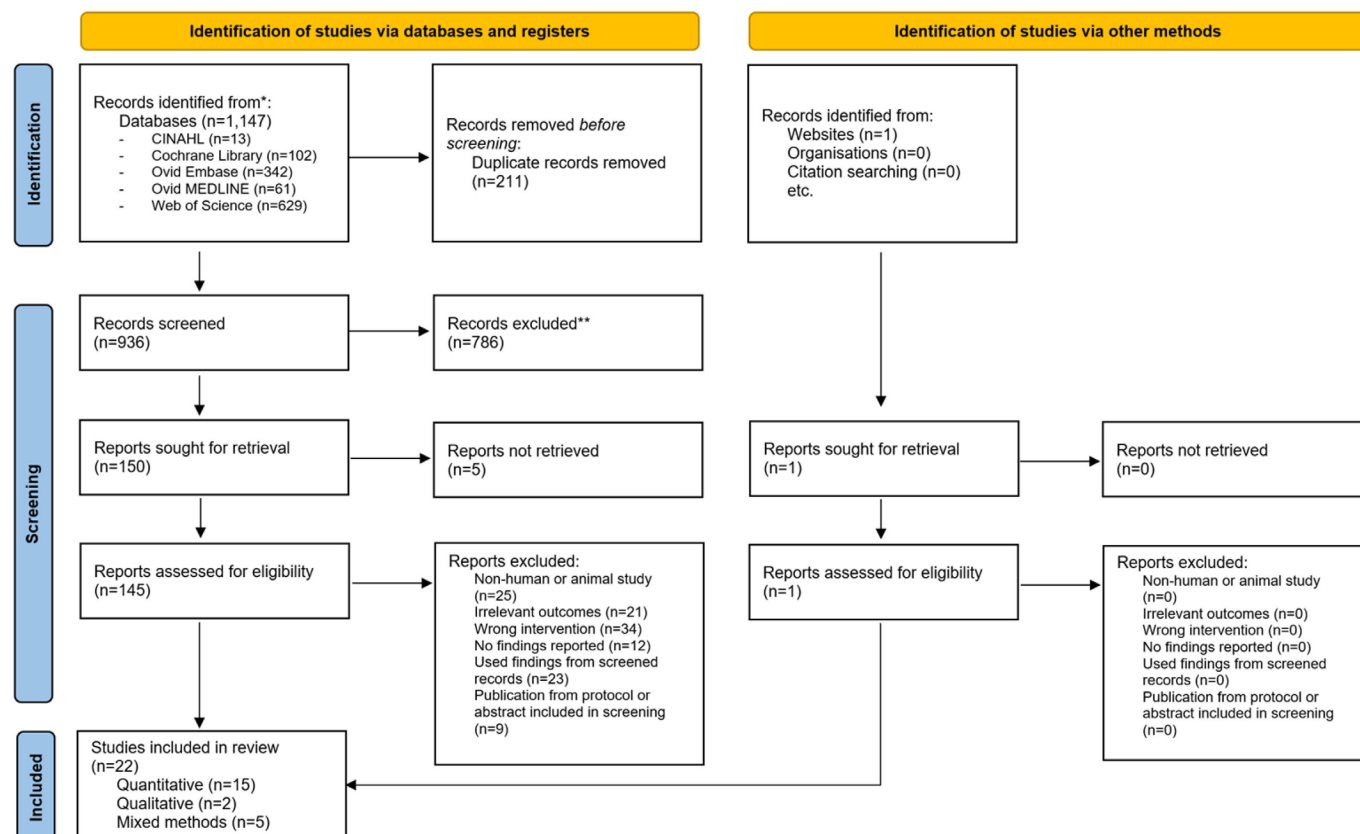 Identification of studies via databases and registers
Identification of studies via other methods
Identification
Records identified from*:
Databases (n=1,147)
- CINAHL (n=13)
- Cochrane Library (n=102)
- Ovid Embase (n=342)
- Ovid MEDLINE (n=61)
- Web of Science (n=629)
Records removed before
screening:
Duplicate records removed
(n=211)
Records identified from:
Websites (n=1)
Organisations (n=0)
Citation searching (n=0)
etc.
Screening
Records screened
(n=936)
Records excluded**
(n=786)
Reports sought for retrieval
(n=150)
Reports not retrieved
(n=5)
Reports sought for retrieval
(n=1)
Reports not retrieved
(n=0)
Reports assessed for eligibility
(n=145)
Reports excluded:
Non-human or animal study
(n=25)
Irrelevant outcomes (n=21)
Wrong intervention (n=34)
No findings reported (n=12)
Used findings from screened
records (n=23)
Publication from protocol or
abstract included in screening
(n=9)
Reports assessed for eligibility
(n=1)
Reports excluded:
Non-human or animal study
(n=0)
Irrelevant outcomes (n=0)
Wrong intervention (n=0)
No findings reported (n=0)
Used findings from screened
records (n=0)
Publication from protocol or
abstract included in screening
(n=0)
Included
Studies included in review
(n=22)
Quantitative (n=15)
Qualitative (n=2)
Mixed methods (n=5)